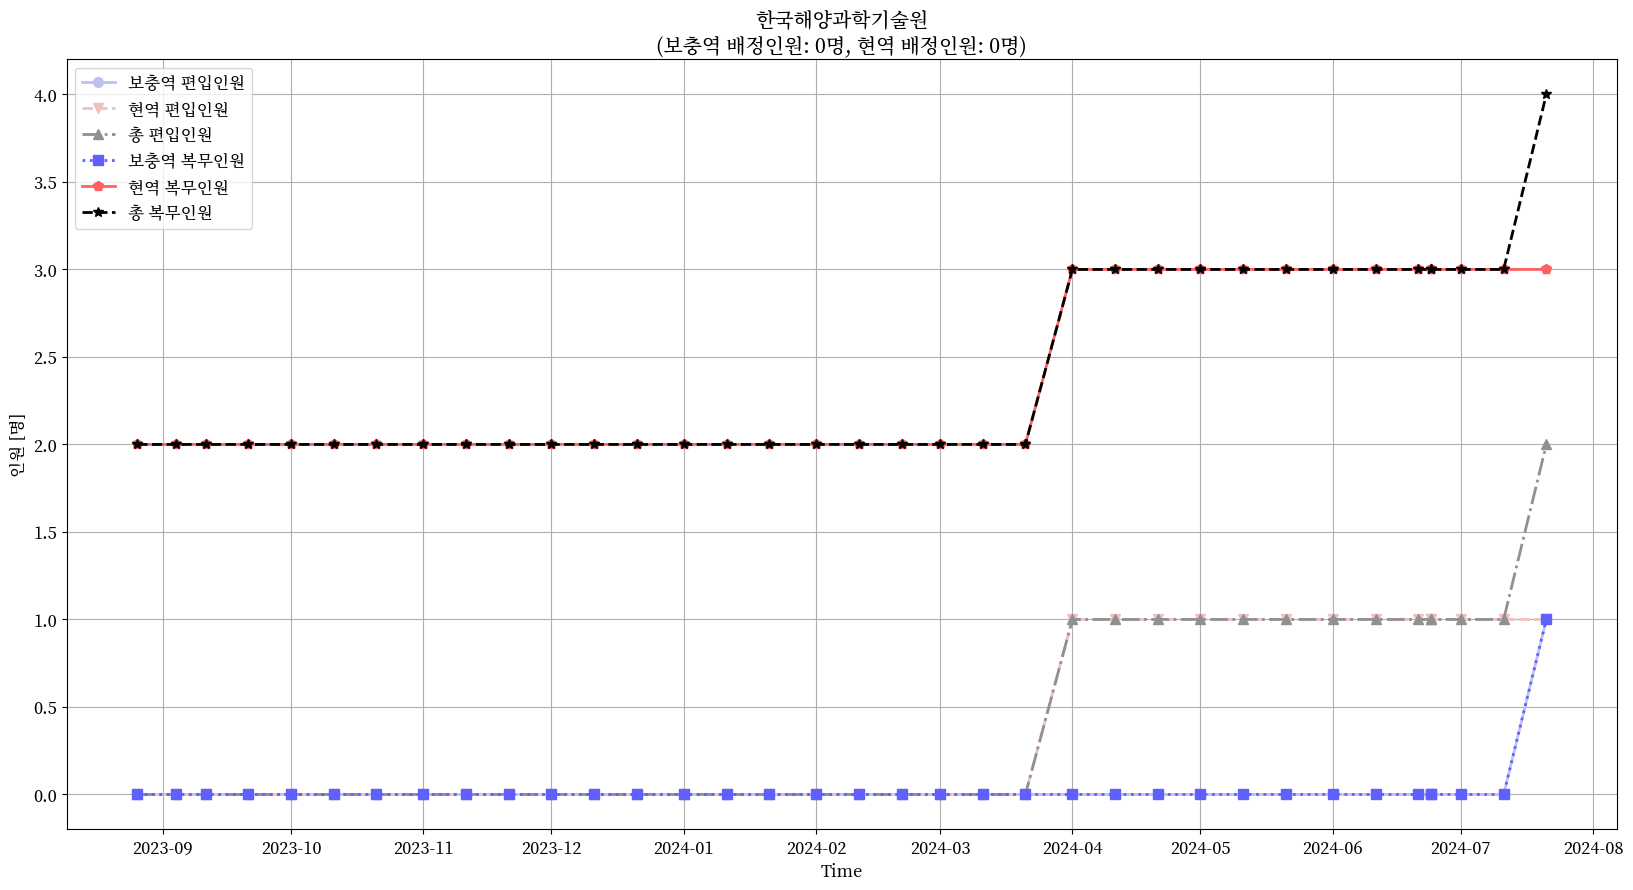 한국해양과학기술원
(보충역 배정인원: 0명, 현역 배정인원: 0명)
보충역 편입인원
현역 편입인원
총 편입인원
보충역 복무인원
현역 복무인원
총 복무인원
4.0
3.5
3.0
2.5
2.0
1.5
1.0
0.5
0.0
인원 [명]
2023-09 2023-10 2023-11 2023-12 2024-01 2024-02 2024-03 2024-04 2024-05 2024-06 2024-07 2024-08
Time